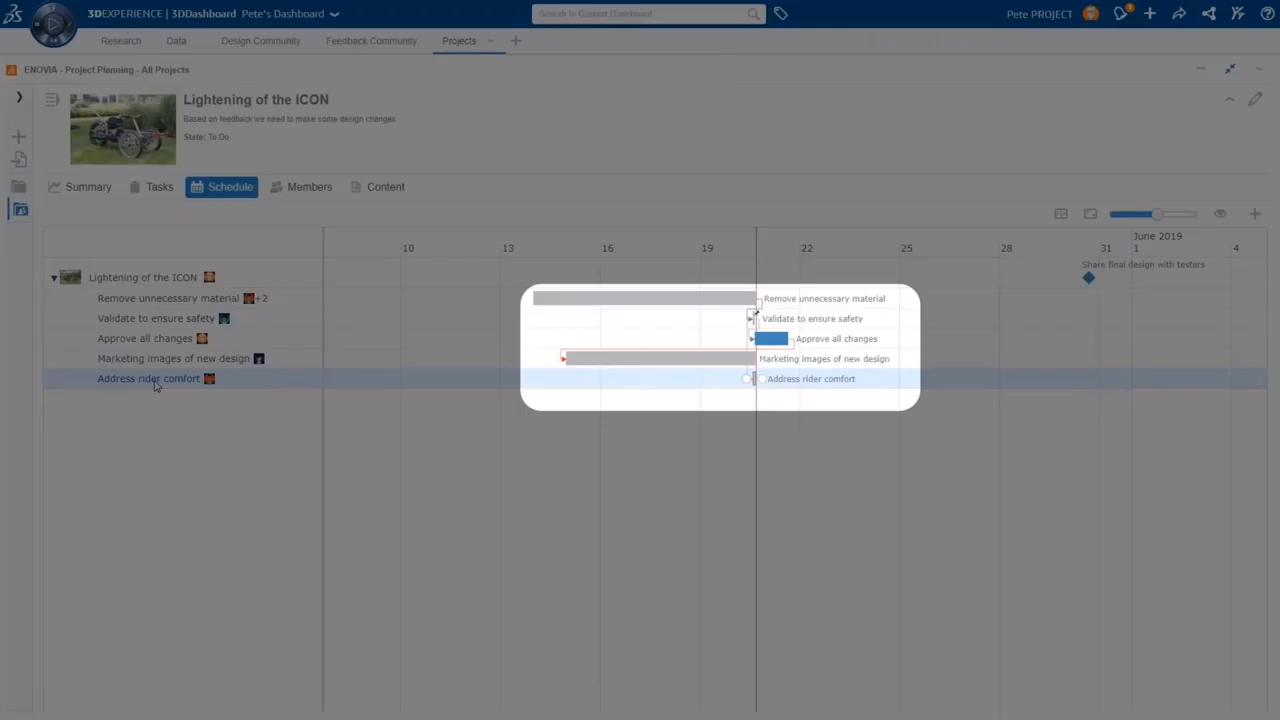 3DEXPERIENCE | 3DDashboard Pete's Dashboard
Search In Current Dashboard
Pete PROJECT
Research
Data
Design Community
Feedback Community
Projects
ENOVIA - Project Planning - All Projects
Lightening of the ICON
Based on feedback we need to make some design changes
State: To Do
Summary
Tasks
Schedule
Members
Content
June 2019
10
13
16
19
22
25
28
31
1
4
Share final design with testers
Lightening of the ICON
Remove unnecessary material +2
Remove unnecessary material
Validate to ensure safety
Validate to ensure safety
Approve all changes
Approve all changes
Marketing images of new design
Marketing images of new design
Address rider comfort
Address rider comfort